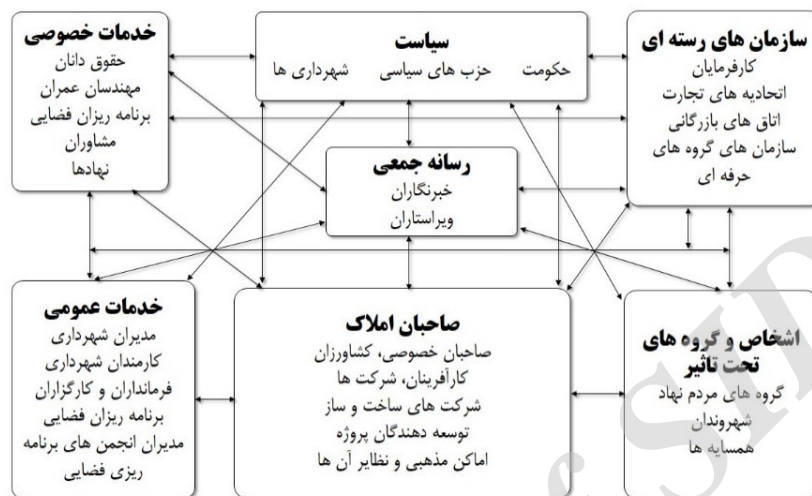 سازمان های رسته ای
کارفرمایان
اتحادیه های تجارت
اتاق های بازرگانی
سازمان های گروه های
حرفه ای
سیاست
حکومت حزب های سیاسی شهرداری ها
خدمات خصوصی
حقوق دانان
مهندسان عمران
برنامه ریزان فضایی
مشاوران
نهادها
رسانه جمعی
خبرنگاران
ویراستاران
اشخاص و گروه های
تحت تاثیر
گروه های مردم نهاد
شهروندان
همسایه ها
صاحبان املاک
صاحبان خصوصی، کشاورزان
کارآفرینان، شرکت ها
شرکت های ساخت و ساز
توسعه دهندگان پروژه
اماکن مذهبی و نظایر آن ها
خدمات عمومی
مدیران شهرداری
کارمندان شهرداری
فرمانداران و کارگزاران
برنامه ریزان فضایی
مدیران انجمن های برنامه
ریزی فضایی
of SID